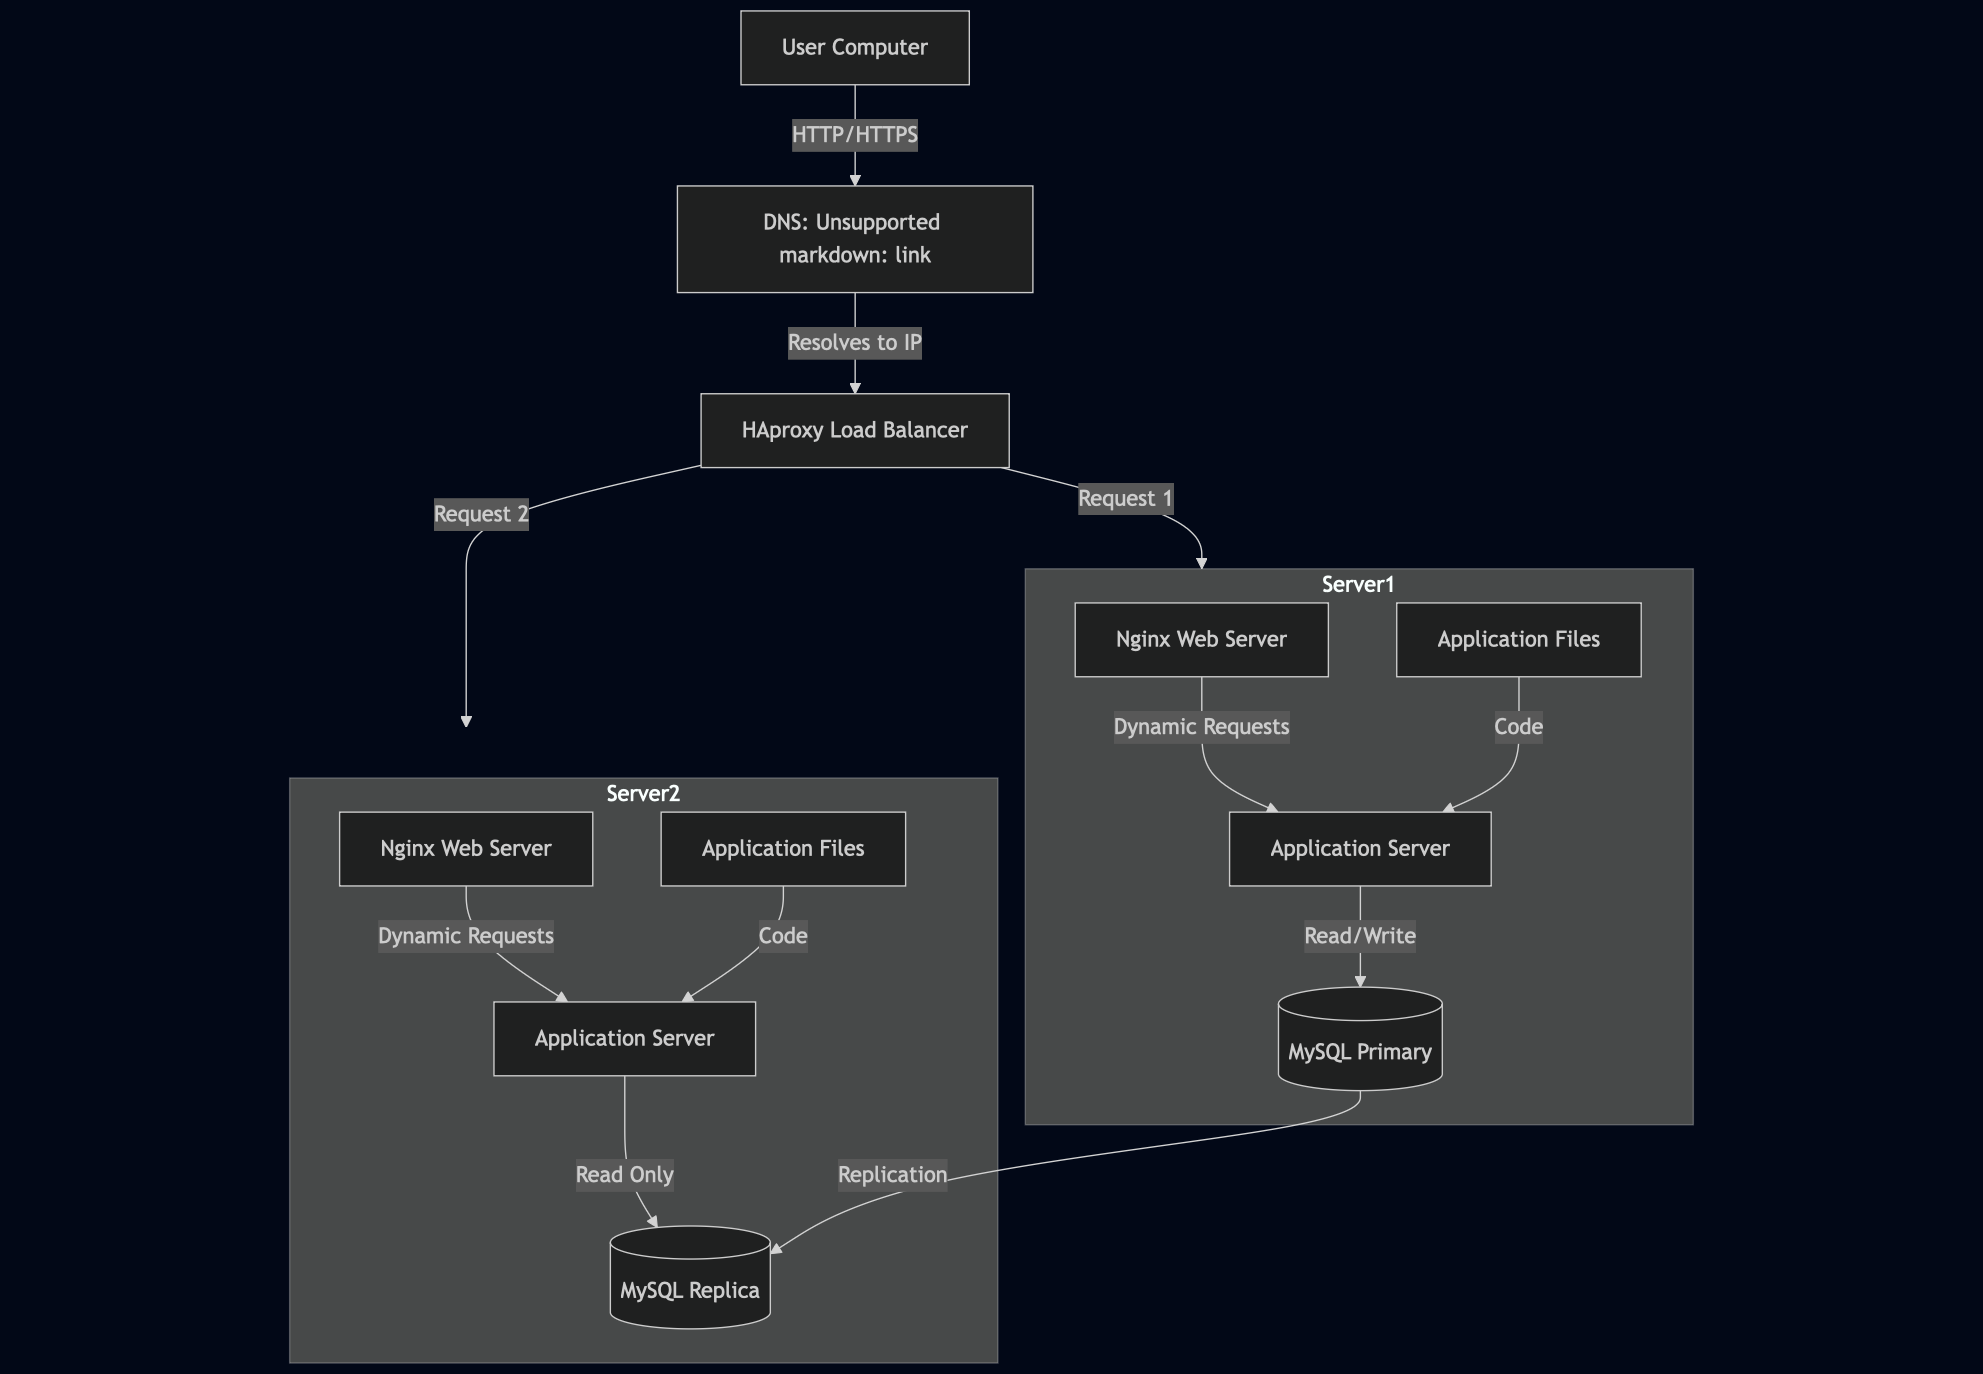 User Computer
HTTP/HTTPS
DNS: Unsupported
markdown: link
Resolves to IP
HAproxy Load Balancer
Request 2
Request 1
Server1
Nginx Web Server
Application Files
Dynamic Requests
Code
Application Server
Read/Write
MySQL Primary
Server2
Nginx Web Server
Application Files
Dynamic Requests
Code
Application Server
Read Only
Replication
MySQL Replica